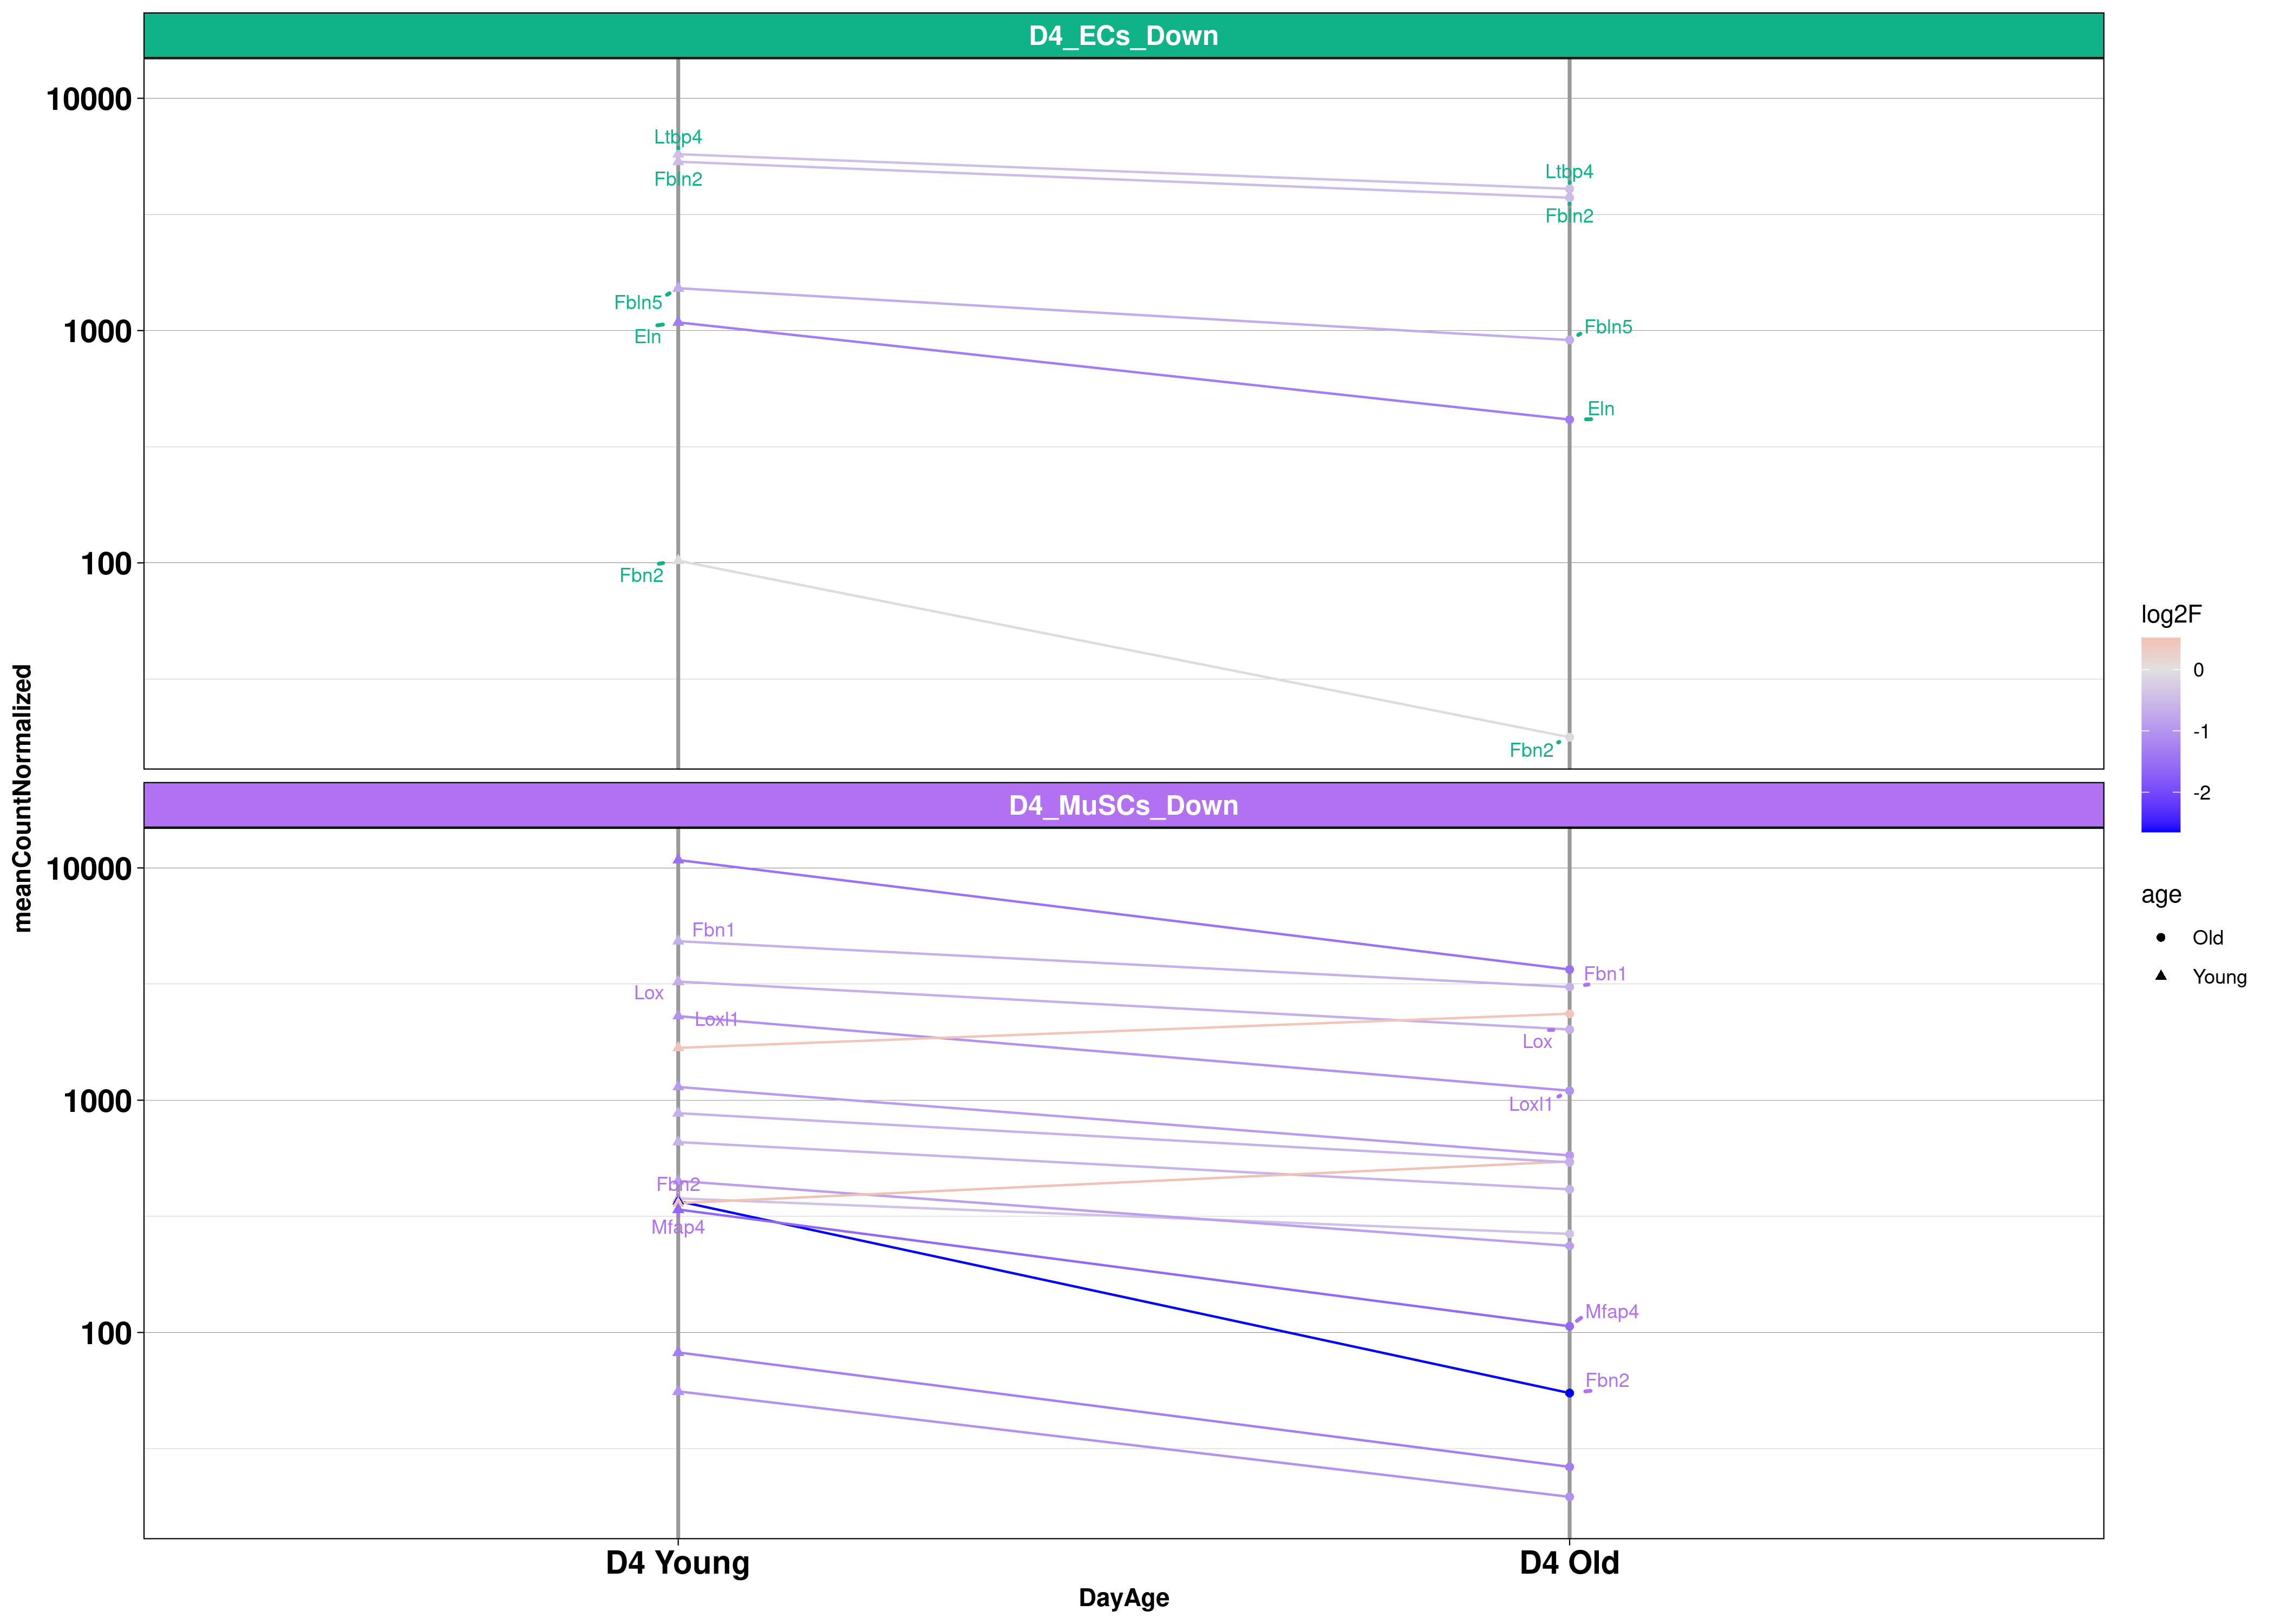 D4_ECs_Down
10000
1000
100
Ltbp4
Fbln2
Fbln5
Eln
Fbn2
Ltbp4
Fbln2
Fbln5
Eln
Fbn2
meanCountNormalized
D4_MuSCs_Down
10000
1000
100
Fbn1
Lox
Loxl1
Fbn2
Mfap4
Fbn1
Lox
Loxl1
Mfap4
Fbn2
D4 Young
D4 Old
DayAge
log2F
0
-1
-2
age
Old
Young